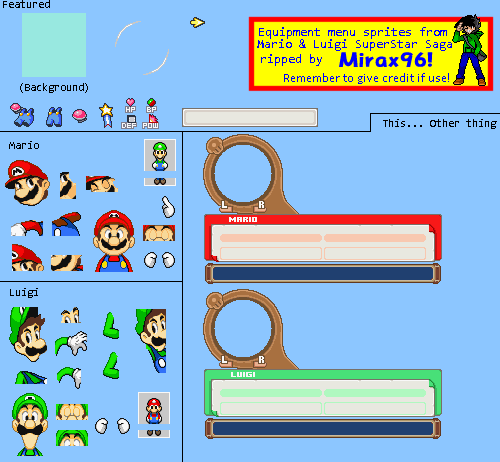 Featured
(Background)
Equipment menu sprites from
Mario & Luigi SuperStar Saga
ripped by Mirax96!
Remember to give credit if use!
HP
BP
DEF
POW
This... Other thing
Mario
L
R
MARIO
Luigi
L
R
LUIGI